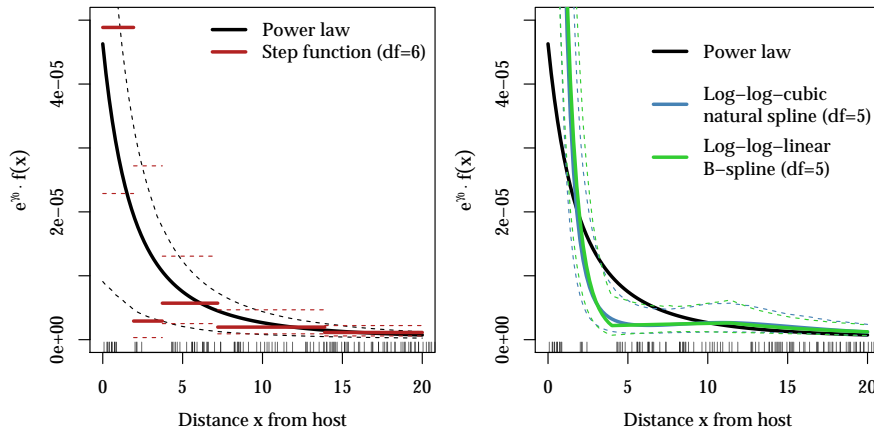 Power law
Step function (df=6)
e^γ0 · f(x)
0e+00 2e−05 4e−05
0 5 10 15 20
Distance x from host
Power law
Log−log−cubic
natural spline (df=5)
Log−log−linear
B−spline (df=5)
e^γ0 · f(x)
0e+00 2e−05 4e−05
0 5 10 15 20
Distance x from host